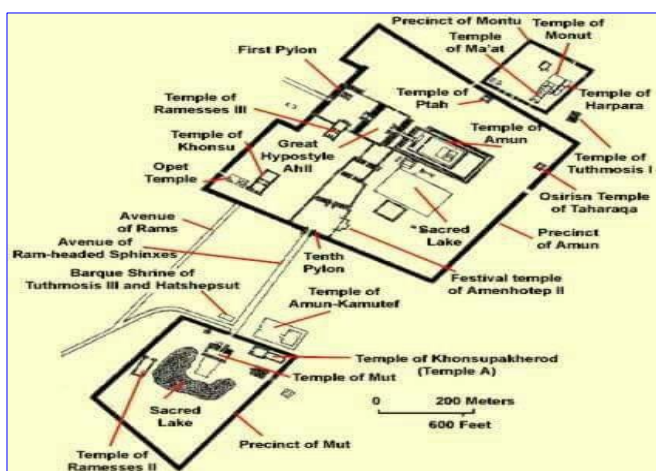 Precinct of Montu
Temple of
Monut
Temple
of Ma'at
First Pylon
Temple of
Harpara
Temple of
Ptah
Temple of
Ramesses III
Temple of
Amun
Temple of
Khonsu
Great
Hypostyle
Ahll
Temple of
Tuthmosis I
Opet
Temple
Osirisn Temple
of Taharaqa
Avenue
of Rams
Sacred
Lake
Precinct
of Amun
Avenue of
Ram-headed Sphinxes
Tenth
Pylon
Festival temple
of Amenhotep II
Barque Shrine of
Tuthmosis III and Hatshepsut
Temple of
Amun-Kamutef
Temple of Khonsupakherod
(Temple A)
Temple of Mut
Sacred
Lake
0 200 Meters
600 Feet
Temple of
Ramesses II
Precinct of Mut